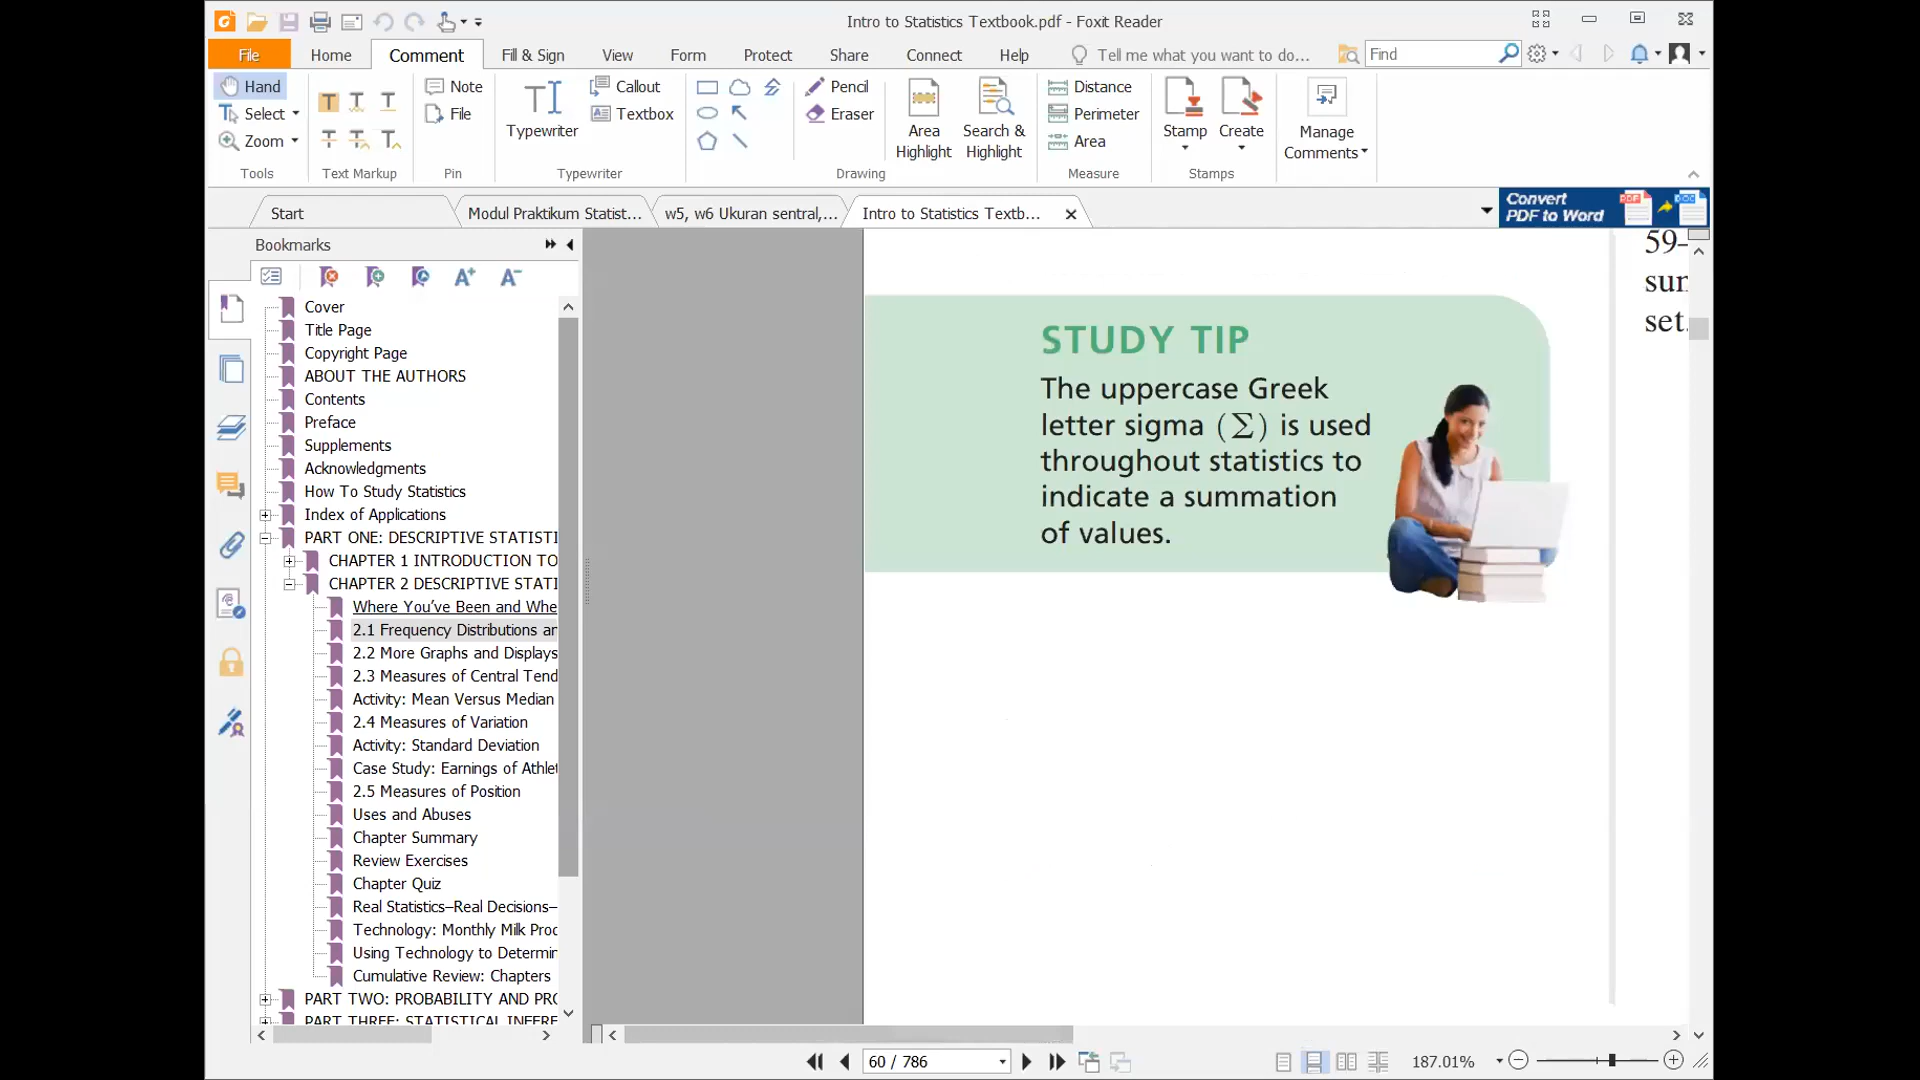 Intro to Statistics Textbook.pdf - Foxit Reader
File
Home
Comment
Fill & Sign
View
Form
Protect
Share
Connect
Help
Tell me what you want to do...
Find
Hand
Select
Zoom
Tools
Text Markup
Note
File
Pin
Typewriter
Callout
Textbox
Typewriter
Pencil
Eraser
Area
Highlight
Search &
Highlight
Drawing
Distance
Perimeter
Area
Measure
Stamp
Create
Stamps
Manage
Comments
Start
Modul Praktikum Statist...
w5, w6 Ukuran sentral,...
Intro to Statistics Textb...
Convert
PDF to Word
Bookmarks
Cover
Title Page
Copyright Page
ABOUT THE AUTHORS
Contents
Preface
Supplements
Acknowledgments
How To Study Statistics
Index of Applications
PART ONE: DESCRIPTIVE STATISTI
CHAPTER 1 INTRODUCTION TO
CHAPTER 2 DESCRIPTIVE STATI
Where You've Been and Whe
2.1 Frequency Distributions an
2.2 More Graphs and Displays
2.3 Measures of Central Tend
Activity: Mean Versus Median
2.4 Measures of Variation
Activity: Standard Deviation
Case Study: Earnings of Athlet
2.5 Measures of Position
Uses and Abuses
Chapter Summary
Review Exercises
Chapter Quiz
Real Statistics–Real Decisions–
Technology: Monthly Milk Proc
Using Technology to Determin
Cumulative Review: Chapters
PART TWO: PROBABILITY AND PRO
PART THREE: STATISTICAL INFERE
STUDY TIP
The uppercase Greek
letter sigma (Σ) is used
throughout statistics to
indicate a summation
of values.
59–
sum
set.
60 / 786
187.01%